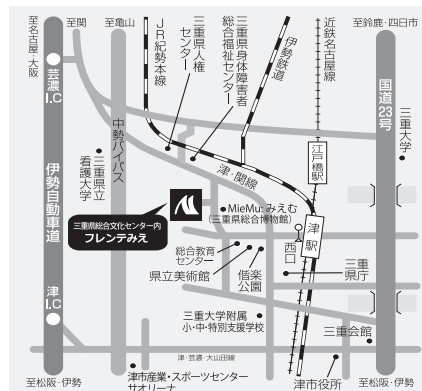 至名古屋・大阪
至関
至亀山
JR紀勢本線
三重県人権
センター
三重県身体障害者
総合福祉センター
伊勢鉄道
近鉄名古屋線
至鈴鹿・四日市
芸濃
I.C
国道23号
三重大学
中勢バイパス
三重県立
看護大学
江戸橋駅
津・関線
伊勢自動車道
MieMu:みえむ
(三重県総合博物館)
三重県総合文化センター内
フレンテみえ
津駅
西口
総合教育
センター
県立美術館
偕楽
公園
三重
県庁
津
I.C
三重大学附属
小・中・特別支援学校
三重会館
津・芸濃・大山田線
至松阪・伊勢
津市産業・スポーツセンター
サオリーナ
津市役所
至松阪・伊勢